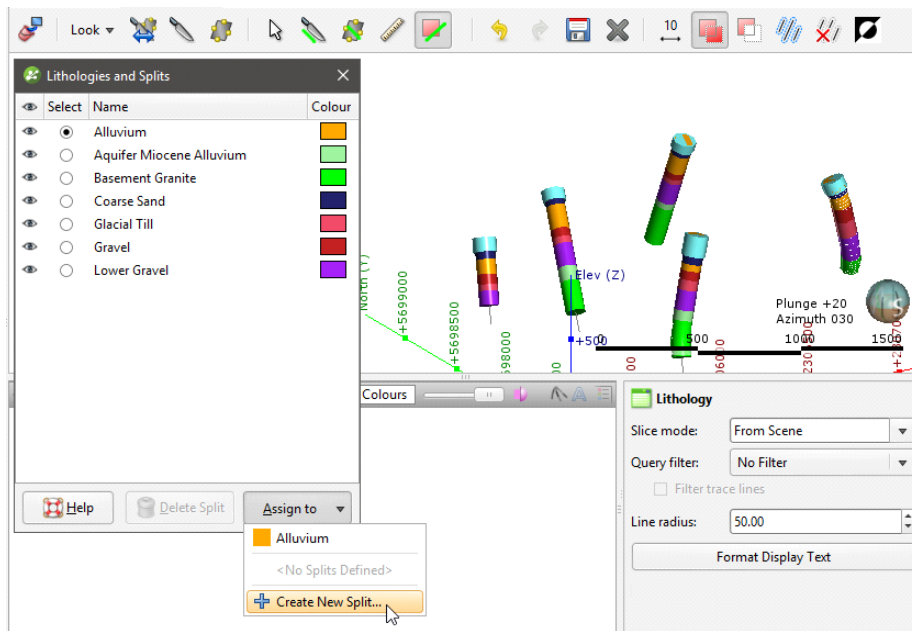 Look
10
Lithologies and Splits
Select Name Colour
Alluvium
Aquifer Miocene Alluvium
Basement Granite
Coarse Sand
Glacial Till
Gravel
Lower Gravel
Help Delete Split Assign to
Alluvium
<No Splits Defined>
Create New Split...
North (Y)
+5699000
+5698500
Elev (Z)
+500
Plunge +20
Azimuth 030
S
0 500 1000 1500
Colours
Lithology
Slice mode: From Scene
Query filter: No Filter
Filter trace lines
Line radius: 50.00
Format Display Text